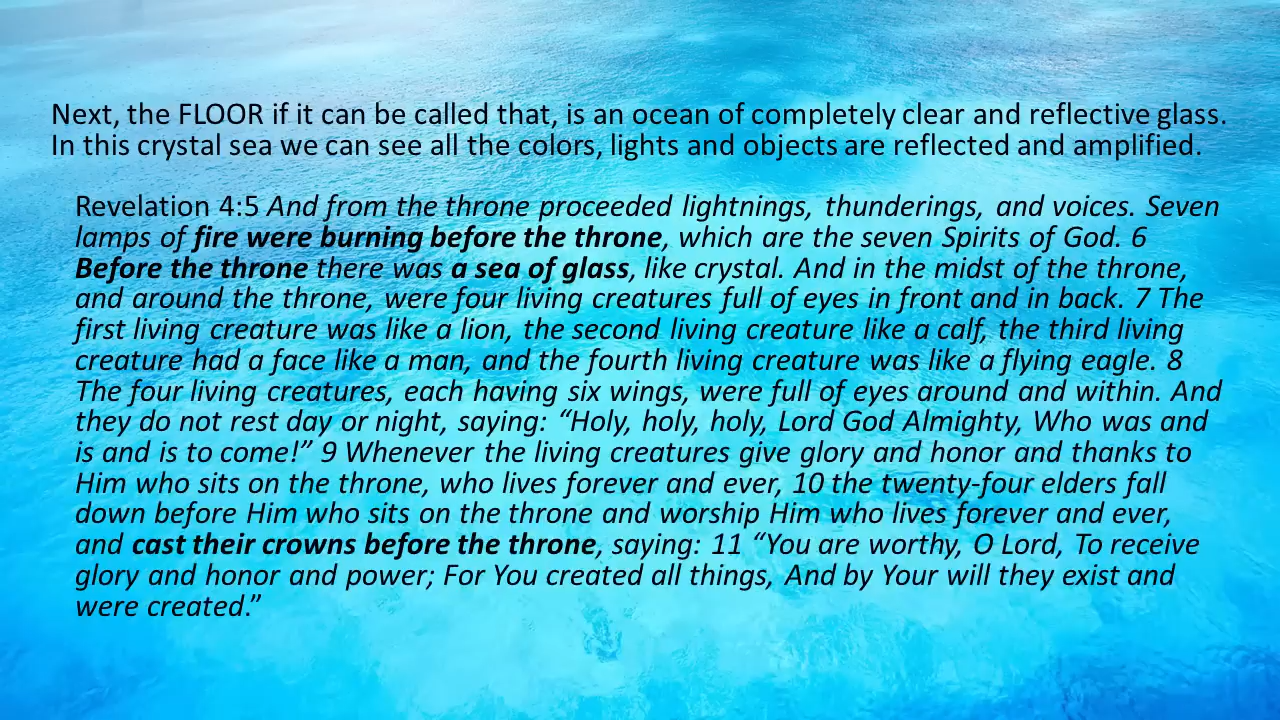 Next, the FLOOR if it can be called that, is an ocean of completely clear and reflective glass.
In this crystal sea we can see all the colors, lights and objects are reflected and amplified.
Revelation 4:5 And from the throne proceeded lightnings, thunderings, and voices. Seven
lamps of fire were burning before the throne, which are the seven Spirits of God. 6
Before the throne there was a sea of glass, like crystal. And in the midst of the throne,
and around the throne, were four living creatures full of eyes in front and in back. 7 The
first living creature was like a lion, the second living creature like a calf, the third living
creature had a face like a man, and the fourth living creature was like a flying eagle. 8
The four living creatures, each having six wings, were full of eyes around and within. And
they do not rest day or night, saying: “Holy, holy, holy, Lord God Almighty, Who was and
is and is to come!” 9 Whenever the living creatures give glory and honor and thanks to
Him who sits on the throne, who lives forever and ever, 10 the twenty-four elders fall
down before Him who sits on the throne and worship Him who lives forever and ever,
and cast their crowns before the throne, saying: 11 “You are worthy, O Lord, To receive
glory and honor and power; For You created all things, And by Your will they exist and
were created.”